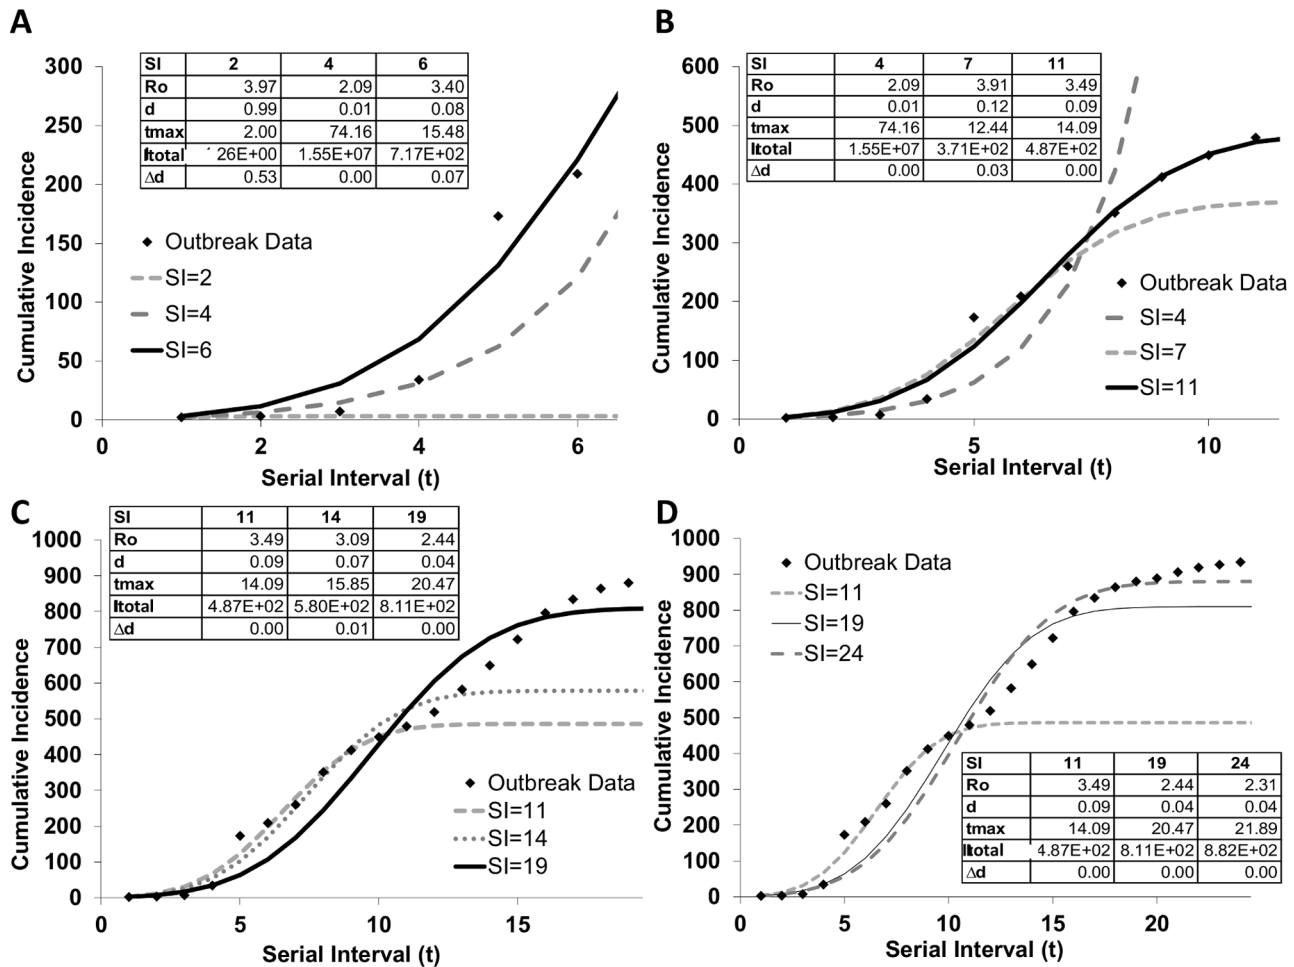 A
SI 2 4 6
Ro 3.97 2.09 3.40
d 0.99 0.01 0.08
tmax 2.00 74.16 15.48
Itotal 26E+00 1.55E+07 7.17E+02
Δd 0.53 0.00 0.07
300
250
200
150
100
50
0
Cumulative Incidence
Outbreak Data
SI=2
SI=4
SI=6
0 2 4 6
Serial Interval (t)
B
SI 4 7 11
Ro 2.09 3.91 3.49
d 0.01 0.12 0.09
tmax 74.16 12.44 14.09
Itotal 1.55E+07 3.71E+02 4.87E+02
Δd 0.00 0.03 0.00
600
500
400
300
200
100
0
Cumulative Incidence
Outbreak Data
SI=4
SI=7
SI=11
0 5 10
Serial Interval (t)
C
SI 11 14 19
Ro 3.49 3.09 2.44
d 0.09 0.07 0.04
tmax 14.09 15.85 20.47
Itotal 4.87E+02 5.80E+02 8.11E+02
Δd 0.00 0.01 0.00
1000
900
800
700
600
500
400
300
200
100
0
Cumulative Incidence
Outbreak Data
SI=11
SI=14
SI=19
0 5 10 15
Serial Interval (t)
D
1000
900
800
700
600
500
400
300
200
100
0
Cumulative Incidence
Outbreak Data
SI=11
SI=19
SI=24
SI 11 19 24
Ro 3.49 2.44 2.31
d 0.09 0.04 0.04
tmax 14.09 20.47 21.89
Itotal 4.87E+02 8.11E+02 8.82E+02
Δd 0.00 0.00 0.00
0 5 10 15 20
Serial Interval (t)